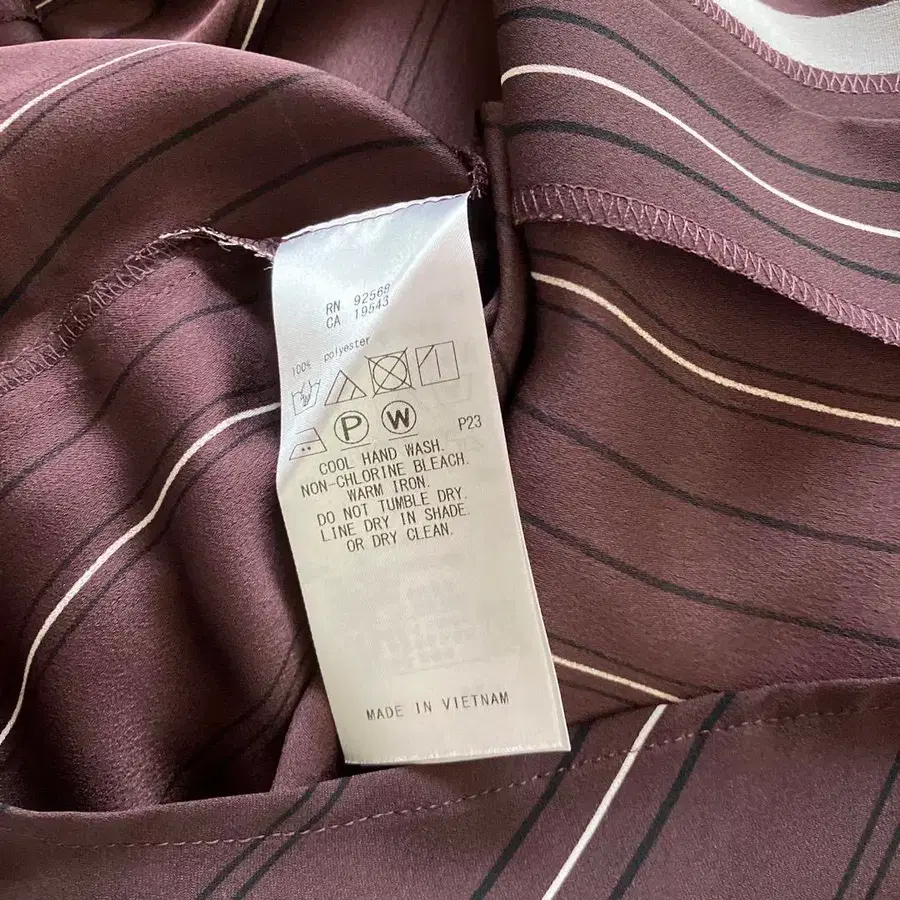 RN 92569
CA 19543
100% polyester
P W
P23
COOL HAND WASH.
NON-CHLORINE BLEACH.
WARM IRON.
DO NOT TUMBLE DRY.
LINE DRY IN SHADE.
OR DRY CLEAN.
MADE IN VIETNAM